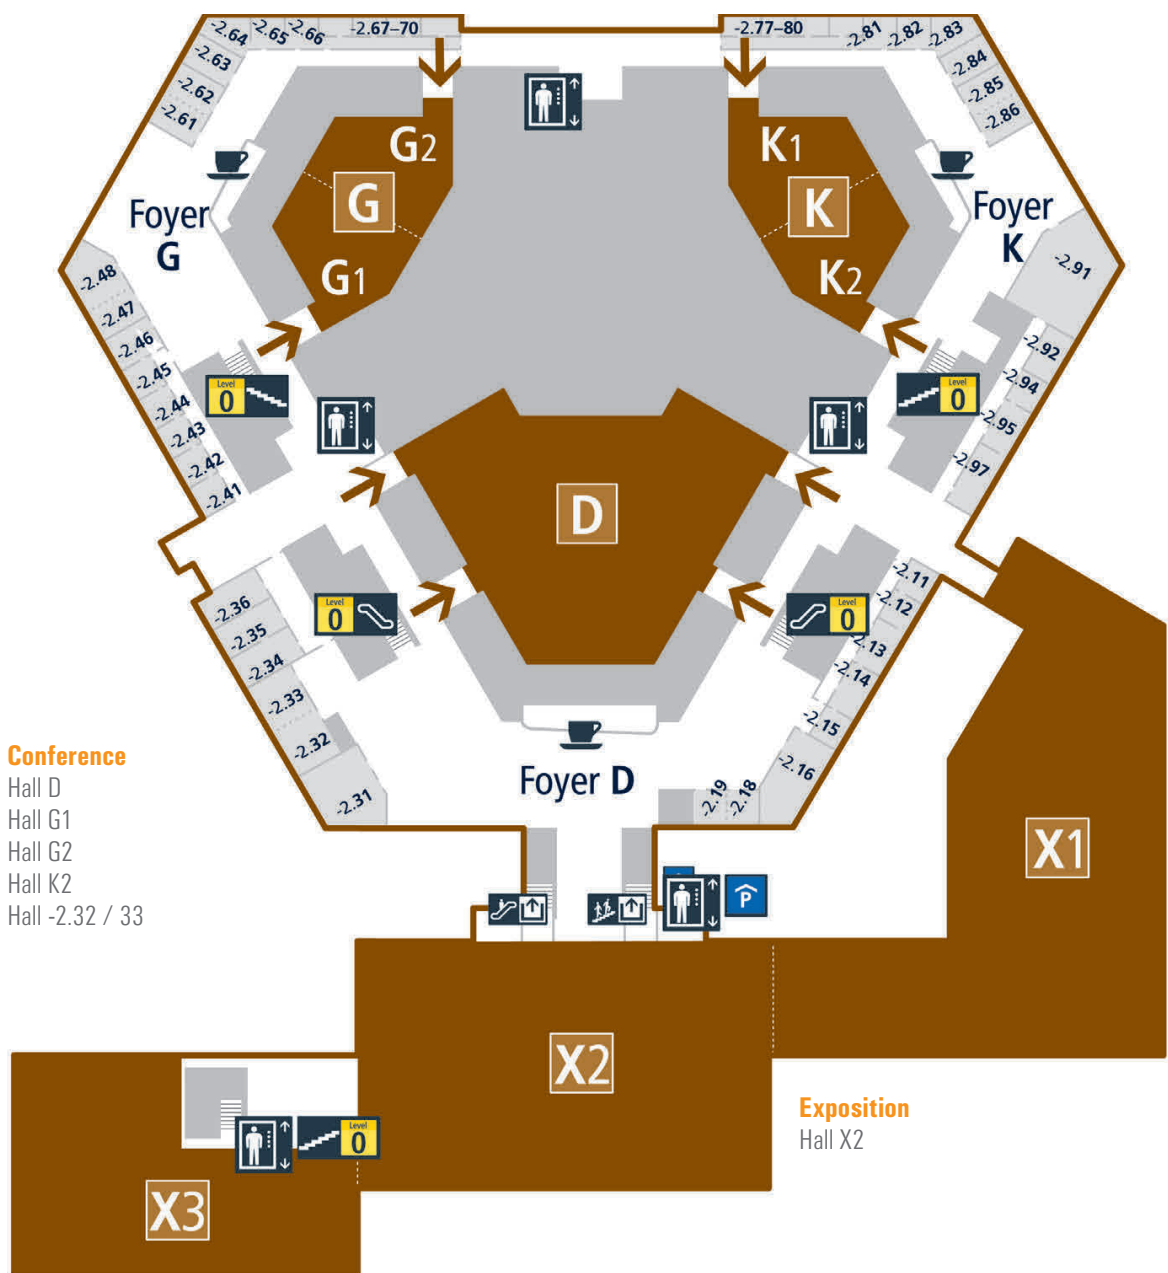 -2.64
-2.65
-2.66
-2.67–70
-2.77–80
-2.81
-2.82
-2.83
-2.63
-2.84
-2.62
-2.85
-2.61
-2.86
G2
K1
G
K
Foyer
G
Foyer
K
G1
K2
-2.48
-2.91
-2.47
-2.46
-2.92
-2.45
-2.94
Level
0
Level
0
-2.44
-2.95
-2.43
-2.42
-2.97
-2.41
D
-2.36
-2.11
Level
0
Level
0
-2.12
-2.35
-2.13
-2.34
-2.14
-2.33
-2.15
-2.32
-2.16
-2.31
-2.19
-2.18
Foyer D
Conference
Hall D
Hall G1
Hall G2
Hall K2
Hall -2.32 / 33
X1
P
X2
Exposition
Hall X2
Level
0
X3